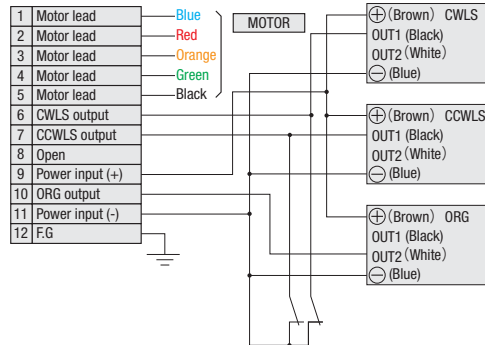 1 Motor lead Blue
2 Motor lead Red
3 Motor lead Orange
4 Motor lead Green
5 Motor lead Black
6 CWLS output
7 CCWLS output
8 Open
9 Power input (+)
10 ORG output
11 Power input (-)
12 F.G
MOTOR
⊕(Brown) CWLS
OUT1 (Black)
OUT2 (White)
⊖(Blue)
⊕(Brown) CCWLS
OUT1 (Black)
OUT2 (White)
⊖(Blue)
⊕(Brown) ORG
OUT1 (Black)
OUT2 (White)
⊖(Blue)